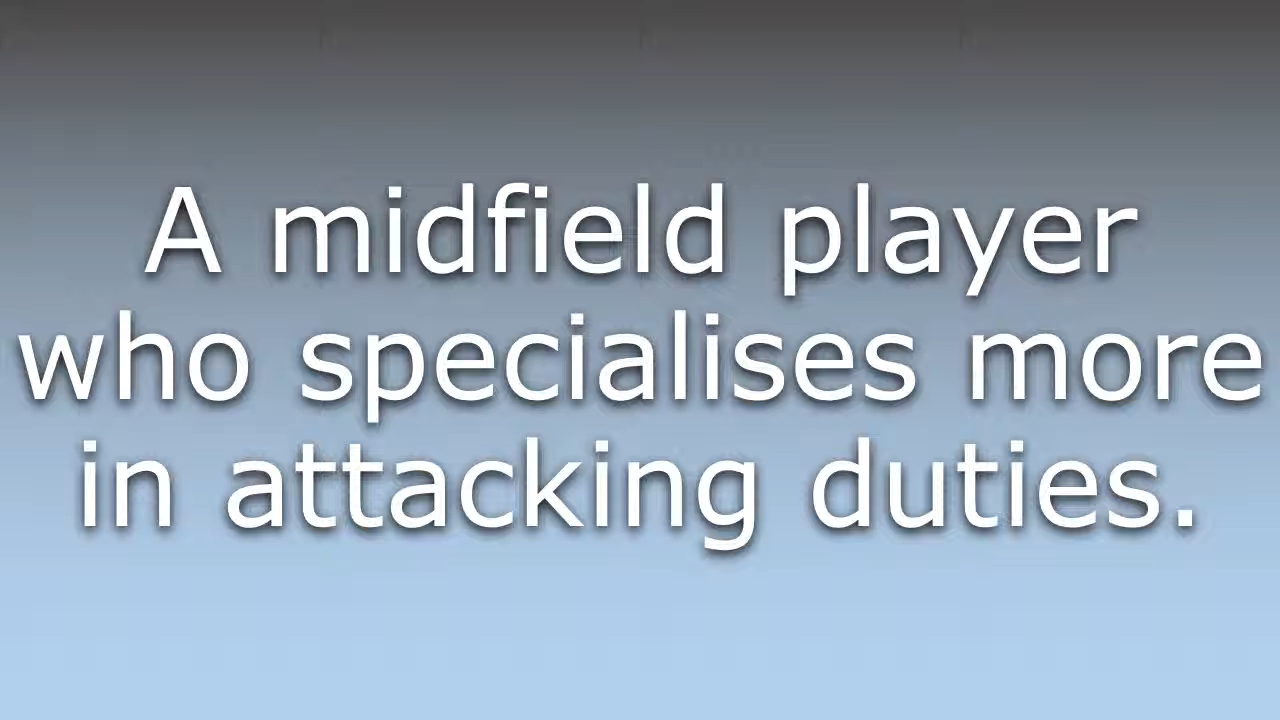 A midfield player
who specialises more
in attacking duties.